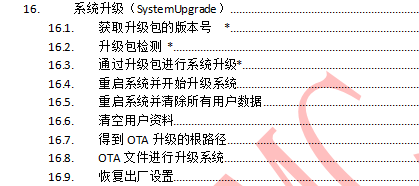 16. 系统升级（SystemUpgrade）
16.1. 获取升级包的版本号 *
16.2. 升级包检测 *
16.3. 通过升级包进行系统升级*
16.4. 重启系统并开始升级系统
16.5. 重启系统并清除所有用户数据
16.6. 清空用户资料
16.7. 得到 OTA 升级的根路径
16.8. OTA 文件进行升级系统
16.9. 恢复出厂设置